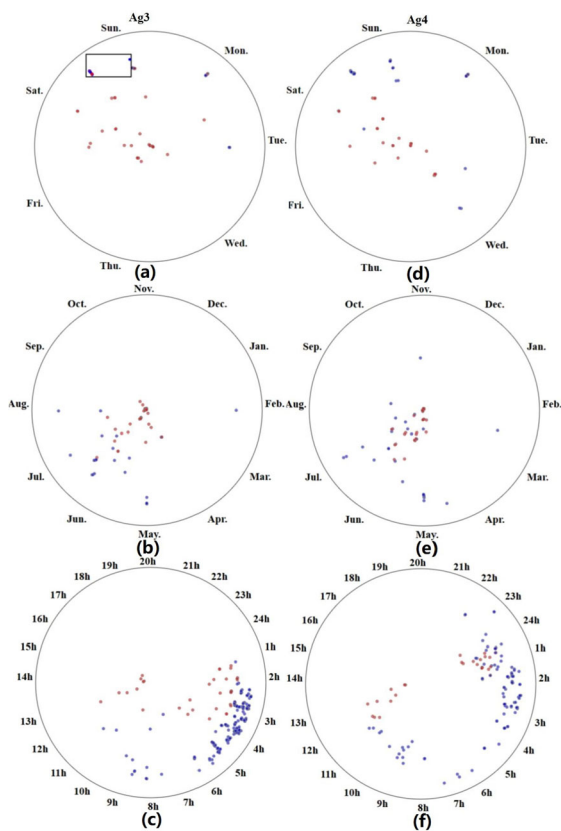 Ag3
Ag4
Sun.
Sun.
Mon.
Mon.
Sat.
Sat.
Tue.
Tue.
Fri.
Fri.
Wed.
Wed.
Thu.
Thu.
(a)
(d)
Nov.
Nov.
Oct.
Dec.
Oct.
Dec.
Sep.
Jan.
Sep.
Jan.
Aug.
Feb.
Aug.
Feb.
Jul.
Mar.
Jul.
Mar.
Jun.
Apr.
Jun.
Apr.
May.
May.
(b)
(e)
20h
20h
19h
21h
19h
21h
18h
22h
18h
22h
17h
23h
17h
23h
16h
24h
16h
24h
15h
1h
15h
1h
14h
2h
14h
2h
13h
3h
13h
3h
12h
4h
12h
4h
11h
5h
11h
5h
10h
6h
10h
6h
9h
7h
9h
7h
8h
8h
(c)
(f)